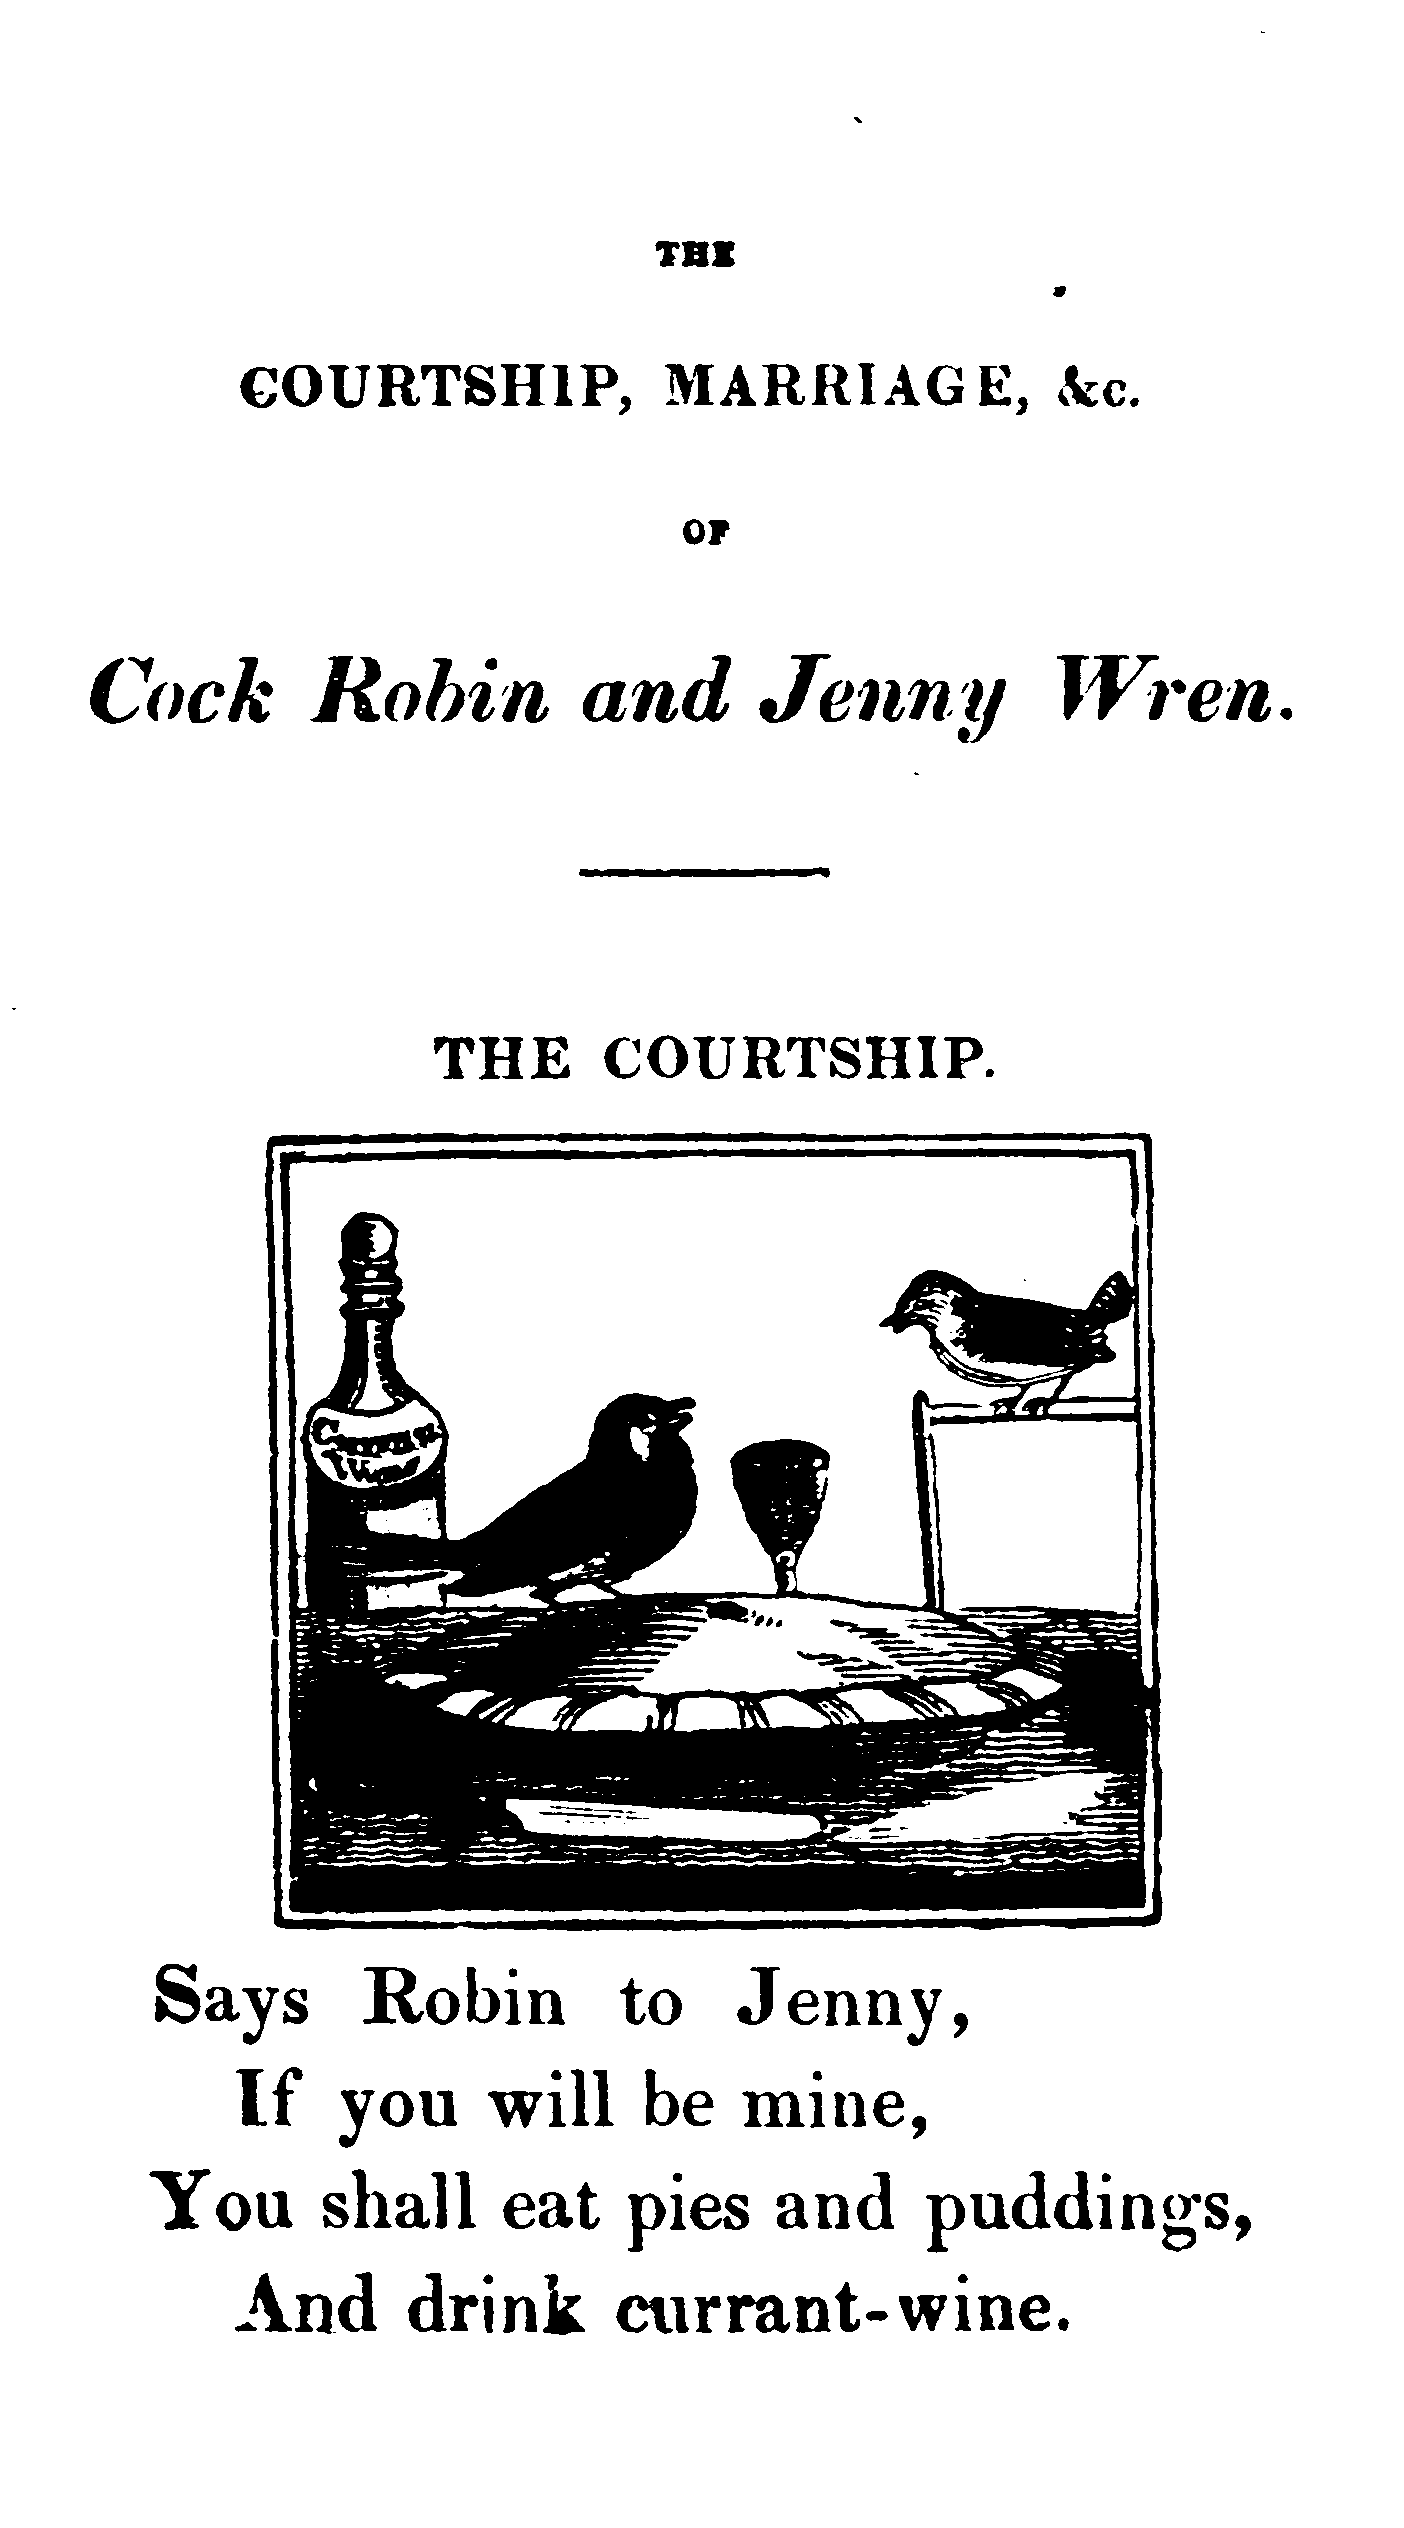 THE
COURTSHIP, MARRIAGE, &c.
OF
Cock Robin and Jenny Wren.
THE COURTSHIP.
Currant
Wine
Says Robin to Jenny,
If you will be mine,
You shall eat pies and puddings,
And drink currant-wine.